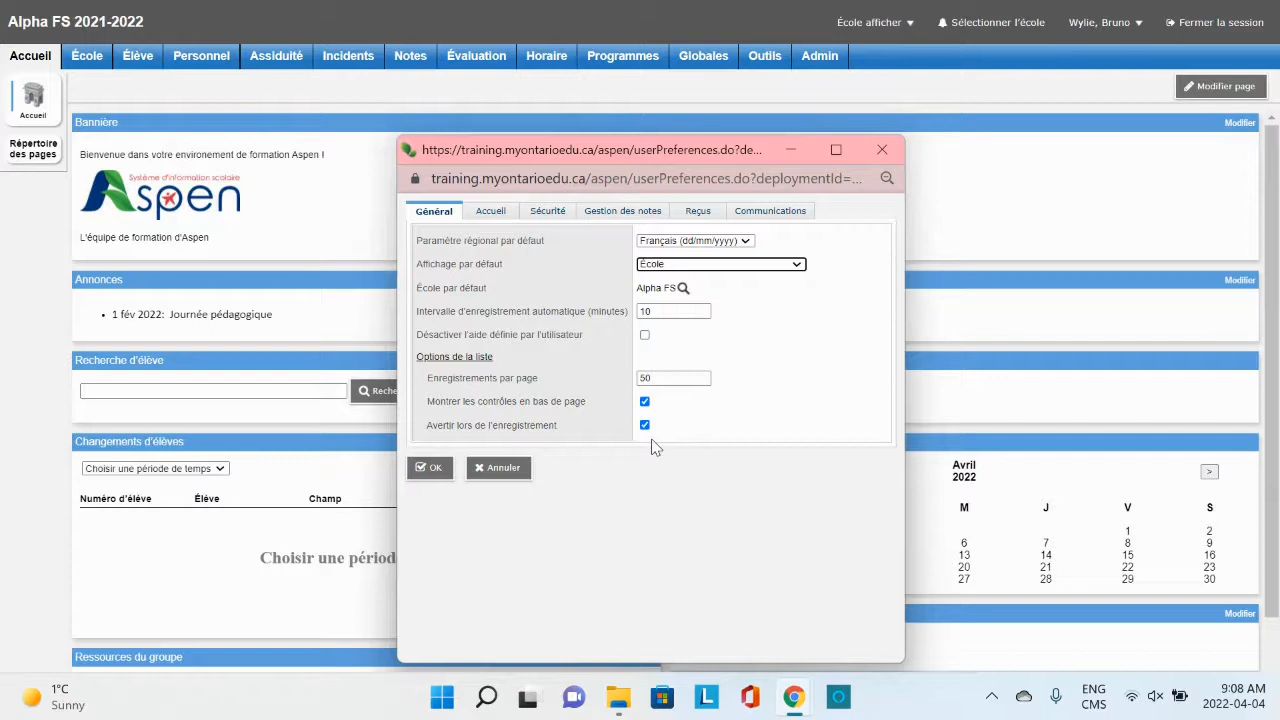 Alpha FS 2021-2022
École afficher
Sélectionner l'école
Wylie, Bruno
Fermer la session
Accueil
École
Élève
Personnel
Assiduité
Incidents
Notes
Évaluation
Horaire
Programmes
Globales
Outils
Admin
Accueil
Répertoire
des pages
Modifier page
Bannière
Modifier
Bienvenue dans votre environement de formation Aspen !
Système d'information scolaire
Aspen
L'équipe de formation d'Aspen
Annonces
Modifier
1 fév 2022: Journée pédagogique
Recherche d'élève
Reche
Changements d'élèves
Choisir une période de temps
Numéro d'élève
Élève
Champ
Choisir une période
Ressources du groupe
https://training.myontarioedu.ca/aspen/userPreferences.do?de...
training.myontarioedu.ca/aspen/userPreferences.do?deploymentId=...
Général
Accueil
Sécurité
Gestion des notes
Reçus
Communications
Paramètre régional par défaut
Français (dd/mm/yyyy)
Affichage par défaut
École
École par défaut
Alpha FS
Intervalle d'enregistrement automatique (minutes)
10
Désactiver l'aide définie par l'utilisateur
Options de la liste
Enregistrements par page
50
Montrer les contrôles en bas de page
Avertir lors de l'enregistrement
OK
Annuler
Avril
2022
>
M J V S
1 2
6 7 8 9
13 14 15 16
20 21 22 23
27 28 29 30
Modifier
1°C
Sunny
ENG
CMS
9:08 AM
2022-04-04